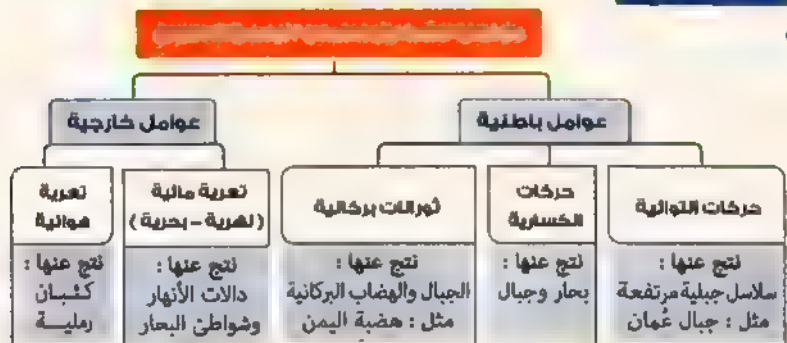 عوامل باطنية
عوامل خارجية
حركات التوائية
نتج عنها :
سلاسل جبلية مرتفعة
مثل : جبال عُمان
حركات
انكسارية
نتج عنها :
بحار وجبال
ثورانات بركانية
نتج عنها :
الجبال والهضاب البركانية
مثل : هضبة اليمن
تعرية مائية
( نهرية – بحرية )
نتج عنها :
دالات الأنهار
وشواطئ البحار
تعرية
هوائية
نتج عنها :
كثبان
رملية